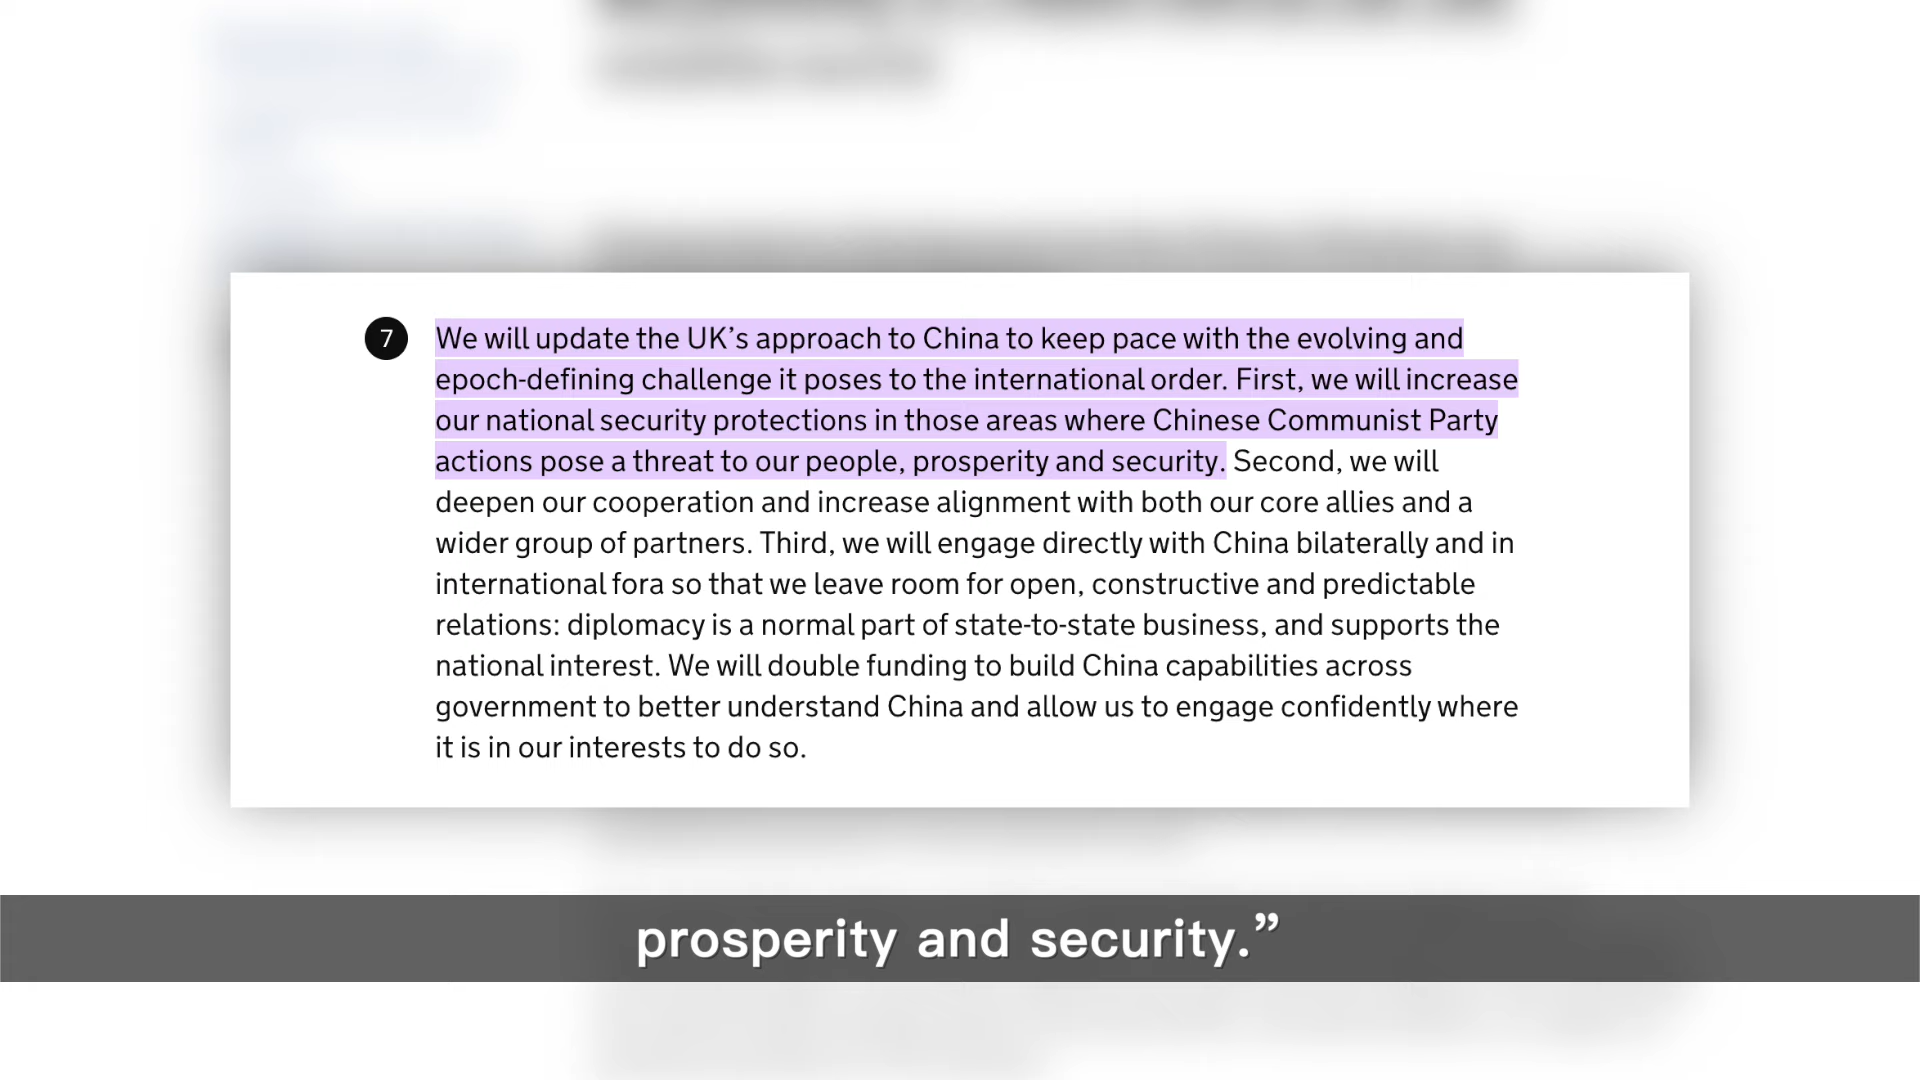 7
We will update the UK’s approach to China to keep pace with the evolving and
epoch-defining challenge it poses to the international order. First, we will increase
our national security protections in those areas where Chinese Communist Party
actions pose a threat to our people, prosperity and security. Second, we will
deepen our cooperation and increase alignment with both our core allies and a
wider group of partners. Third, we will engage directly with China bilaterally and in
international fora so that we leave room for open, constructive and predictable
relations: diplomacy is a normal part of state-to-state business, and supports the
national interest. We will double funding to build China capabilities across
government to better understand China and allow us to engage confidently where
it is in our interests to do so.
prosperity and security.”